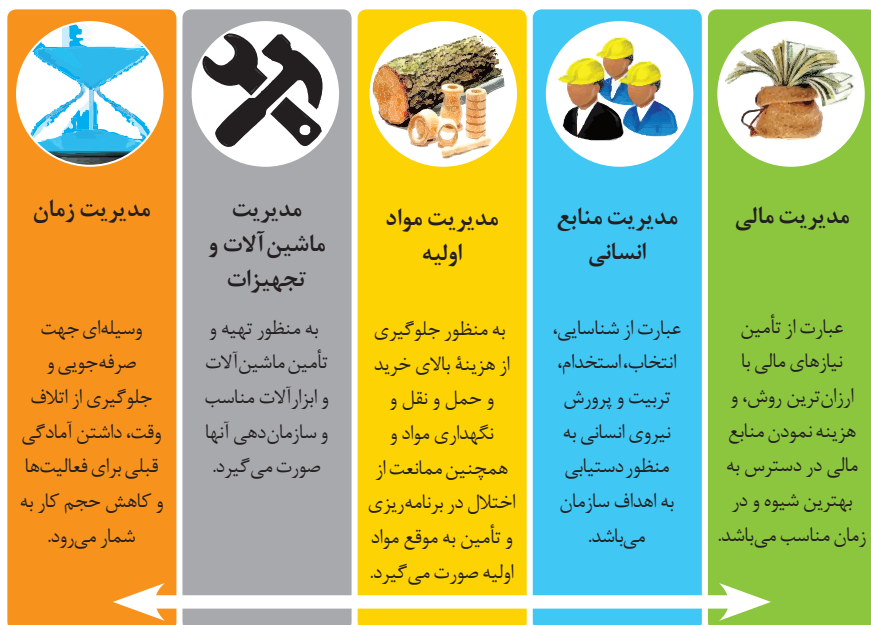 مدیریت مالی
عبارت از تأمین
نیازهای مالی با
ارزان‌ترین روش، و
هزینه نمودن منابع
مالی در دسترس به
بهترین شیوه و در
زمان مناسب می‌باشد.
مدیریت منابع
انسانی
عبارت از شناسایی،
انتخاب، استخدام،
تربیت و پرورش
نیروی انسانی به
منظور دستیابی
به اهداف سازمان
می‌باشد.
مدیریت مواد
اولیه
به منظور جلوگیری
از هزینهٔ بالای خرید
و حمل و نقل و
نگهداری مواد و
همچنین ممانعت از
اختلال در برنامه‌ریزی
و تأمین به موقع مواد
اولیه صورت می‌گیرد.
مدیریت
ماشین‌آلات و
تجهیزات
به منظور تهیه و
تأمین ماشین‌آلات
و ابزارآلات مناسب
و سازمان‌دهی آنها
صورت می‌گیرد.
مدیریت زمان
وسیله‌ای جهت
صرفه‌جویی و
جلوگیری از اتلاف
وقت، داشتن آمادگی
قبلی برای فعالیت‌ها
و کاهش حجم کار به
شمار می‌رود.